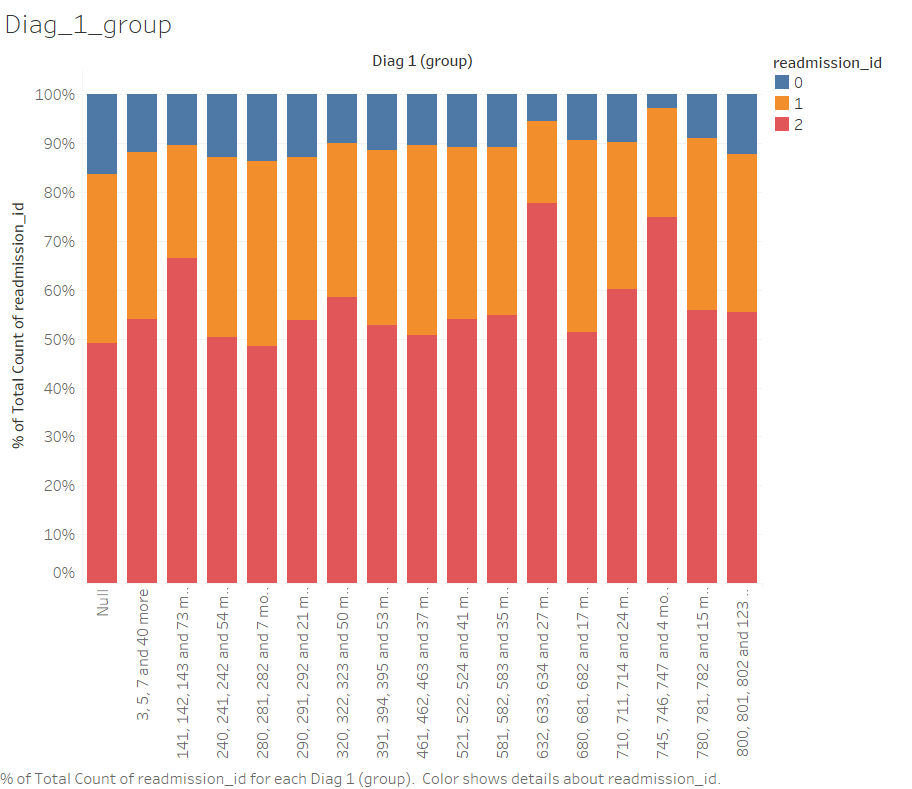 Diag_1_group
Diag 1 (group)
readmission_id
0
1
2
% of Total Count of readmission_id
100%
90%
80%
70%
60%
50%
40%
30%
20%
10%
0%
Null
3, 5, 7 and 40 more
141, 142, 143 and 73 m..
240, 241, 242 and 54 m..
280, 281, 282 and 7 mo..
290, 291, 292 and 21 m..
320, 322, 323 and 50 m..
391, 394, 395 and 53 m..
461, 462, 463 and 37 m..
521, 522, 524 and 41 m..
581, 582, 583 and 35 m..
632, 633, 634 and 27 m..
680, 681, 682 and 17 m..
710, 711, 714 and 24 m..
745, 746, 747 and 4 mo..
780, 781, 782 and 15 m..
800, 801, 802 and 123 ..
% of Total Count of readmission_id for each Diag 1 (group). Color shows details about readmission_id.